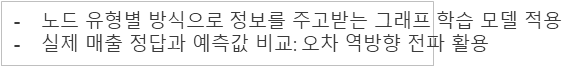 - 노드 유형별 방식으로 정보를 주고받는 그래프 학습 모델 적용
- 실제 매출 정답과 예측값 비교: 오차 역방향 전파 활용